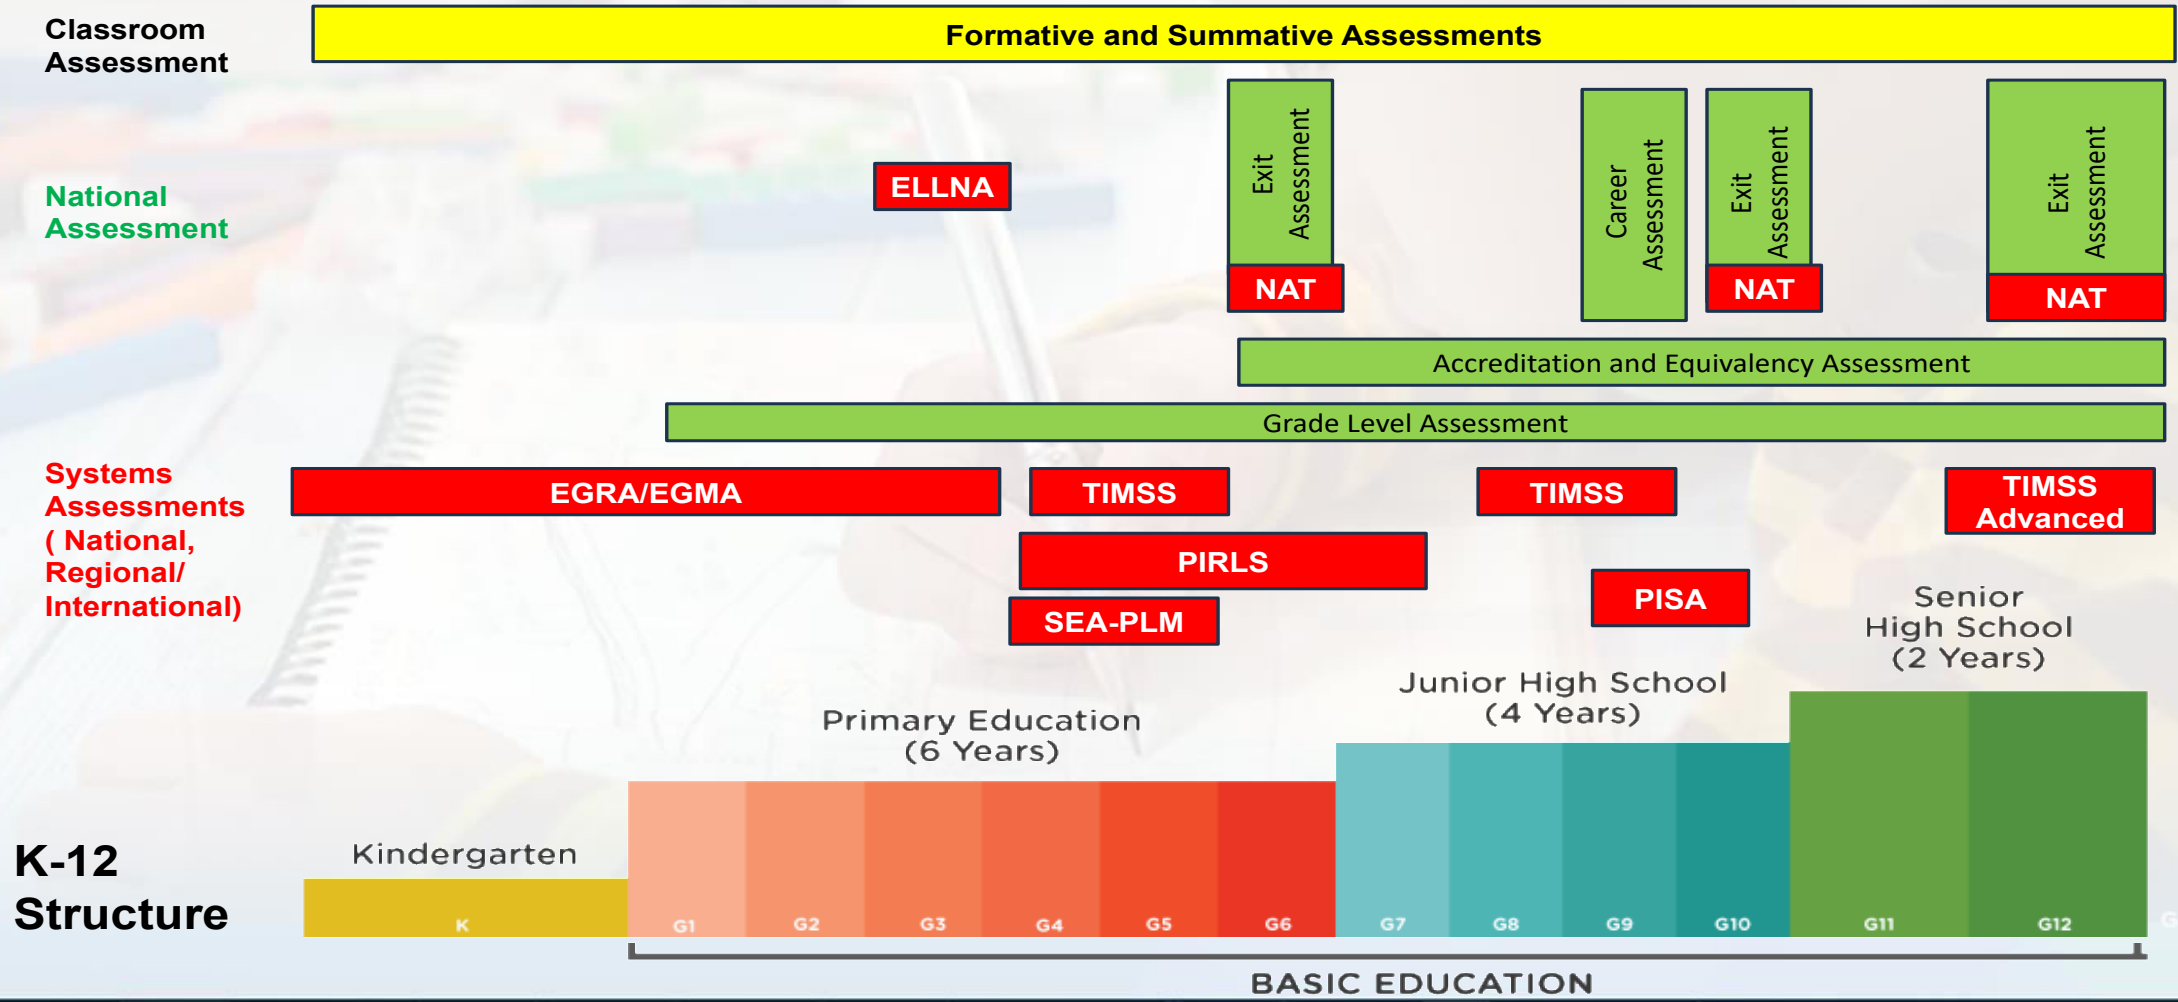 Classroom
Assessment
Formative and Summative Assessments
National
Assessment
ELLNA
Exit
Assessment
NAT
Career
Assessment
Exit
Assessment
NAT
Exit
Assessment
NAT
Accreditation and Equivalency Assessment
Grade Level Assessment
Systems
Assessments
( National,
Regional/
International)
EGRA/EGMA
TIMSS
TIMSS
TIMSS
Advanced
PIRLS
PISA
SEA-PLM
Senior
High School
(2 Years)
Junior High School
(4 Years)
Primary Education
(6 Years)
Kindergarten
K-12
Structure
K
G1
G2
G3
G4
G5
G6
G7
G8
G9
G10
G11
G12
G
BASIC EDUCATION